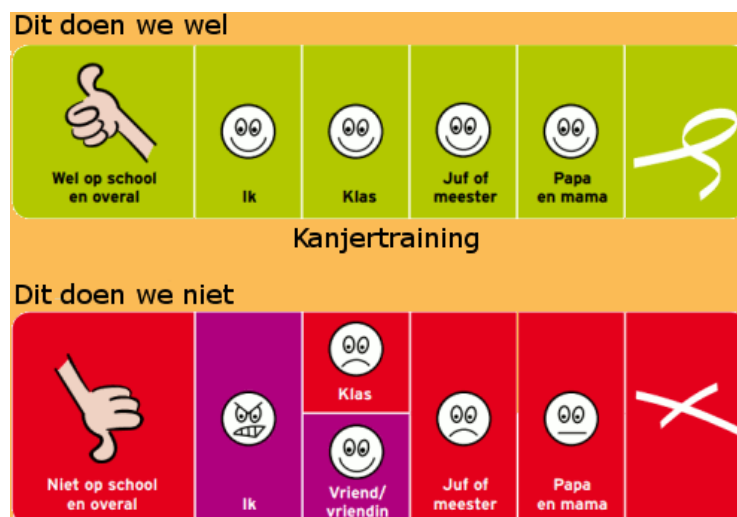 Dit doen we wel
Wel op school
en overal
Ik
Klas
Juf of
meester
Papa
en mama
Kanjertraining
Dit doen we niet
Niet op school
en overal
Ik
Klas
Vriend/
vriendin
Juf of
meester
Papa
en mama